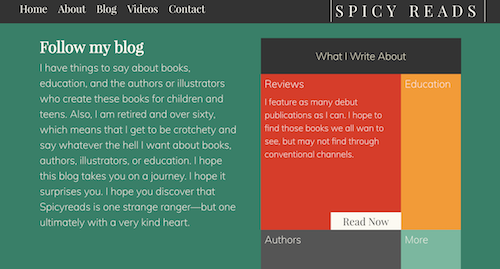 Home About Blog Videos Contact
SPICY READS
Follow my blog
I have things to say about books,
education, and the authors or illustrators
who create these books for children and
teens. Also, I am retired and over sixty,
which means that I get to be crotchety and
say whatever the hell I want about books,
authors, illustrators, or education. I hope
this blog takes you on a journey. I hope it
surprises you. I hope you discover that
Spicyreads is one strange ranger—but one
ultimately with a very kind heart.
What I Write About
Reviews
I feature as many debut
publications as I can. I hope to
find those books we all wan to
see, but may not find through
conventional channels.
Read Now
Education
Authors
More